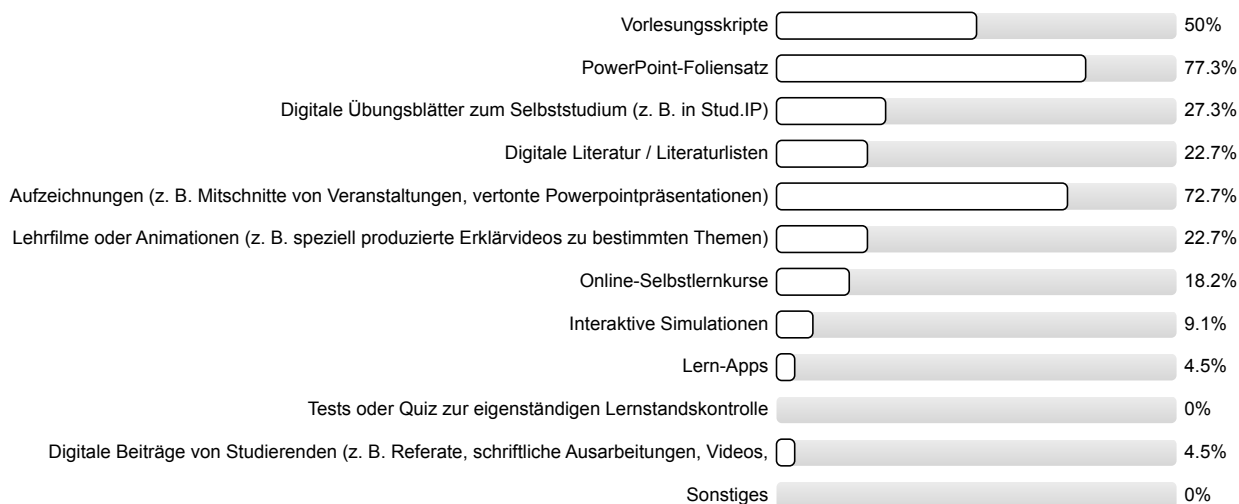 Vorlesungsskripte 50%
PowerPoint-Foliensatz 77.3%
Digitale Übungsblätter zum Selbststudium (z. B. in Stud.IP) 27.3%
Digitale Literatur / Literaturlisten 22.7%
Aufzeichnungen (z. B. Mitschnitte von Veranstaltungen, vertonte Powerpointpräsentationen) 72.7%
Lehrfilme oder Animationen (z. B. speziell produzierte Erklärvideos zu bestimmten Themen) 22.7%
Online-Selbstlernkurse 18.2%
Interaktive Simulationen 9.1%
Lern-Apps 4.5%
Tests oder Quiz zur eigenständigen Lernstandskontrolle 0%
Digitale Beiträge von Studierenden (z. B. Referate, schriftliche Ausarbeitungen, Videos, 4.5%
Sonstiges 0%